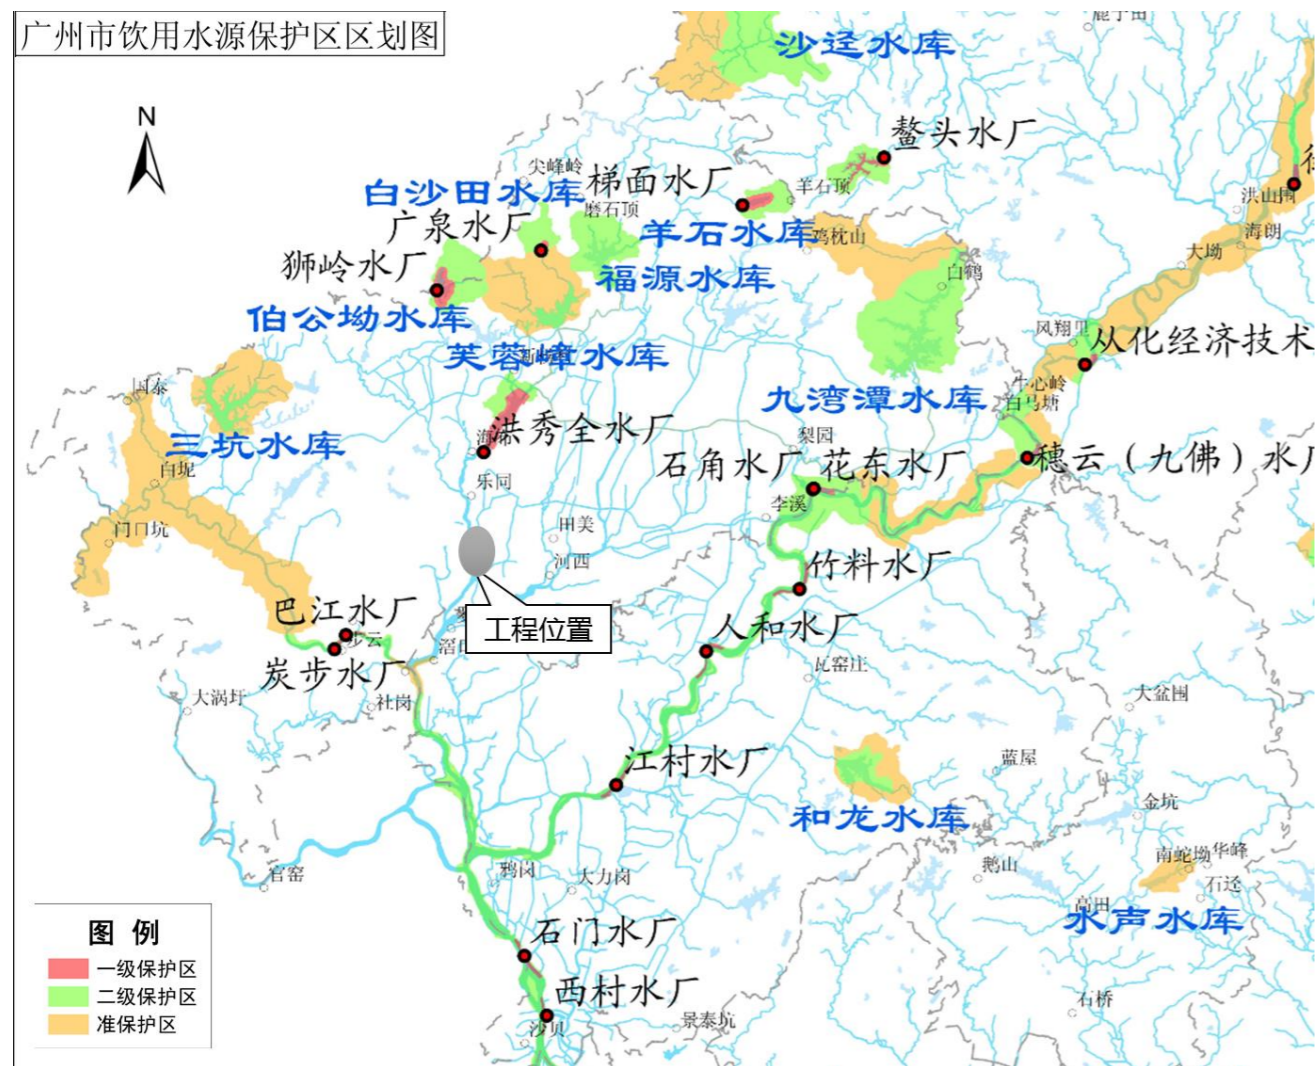 广州市饮用水源保护区区划图
沙迳水库
N
鳌头水厂
尖峰岭
梯面水厂
羊石顶
洪山围
白沙田水库
磨石顶
广泉水厂
羊石水库
鸡枕山
海朗
大坳
狮岭水厂
福源水库
白鹤
伯公坳水库
风翔里
从化经济技术
芙蓉嶂水库
国泰
九湾潭水库
牛心岭
白马塘
三坑水库
洪秀全水厂
梨园
白坭
石角水厂
花东水厂
穗云（九佛）水厂
乐同
李溪
门口坑
田美
河西
竹料水厂
巴江水厂
工程位置
人和水厂
步云
炭步水厂
瓦窑庄
大涡圩
社岗
大盆围
江村水厂
蓝屋
和龙水库
金坑
南蛇坳
华峰
官窑
鸦岗
大力岗
鹅山
石迳
高田
水声水库
图 例
石门水厂
一级保护区
二级保护区
准保护区
西村水厂
沙贝
景泰坑
石桥